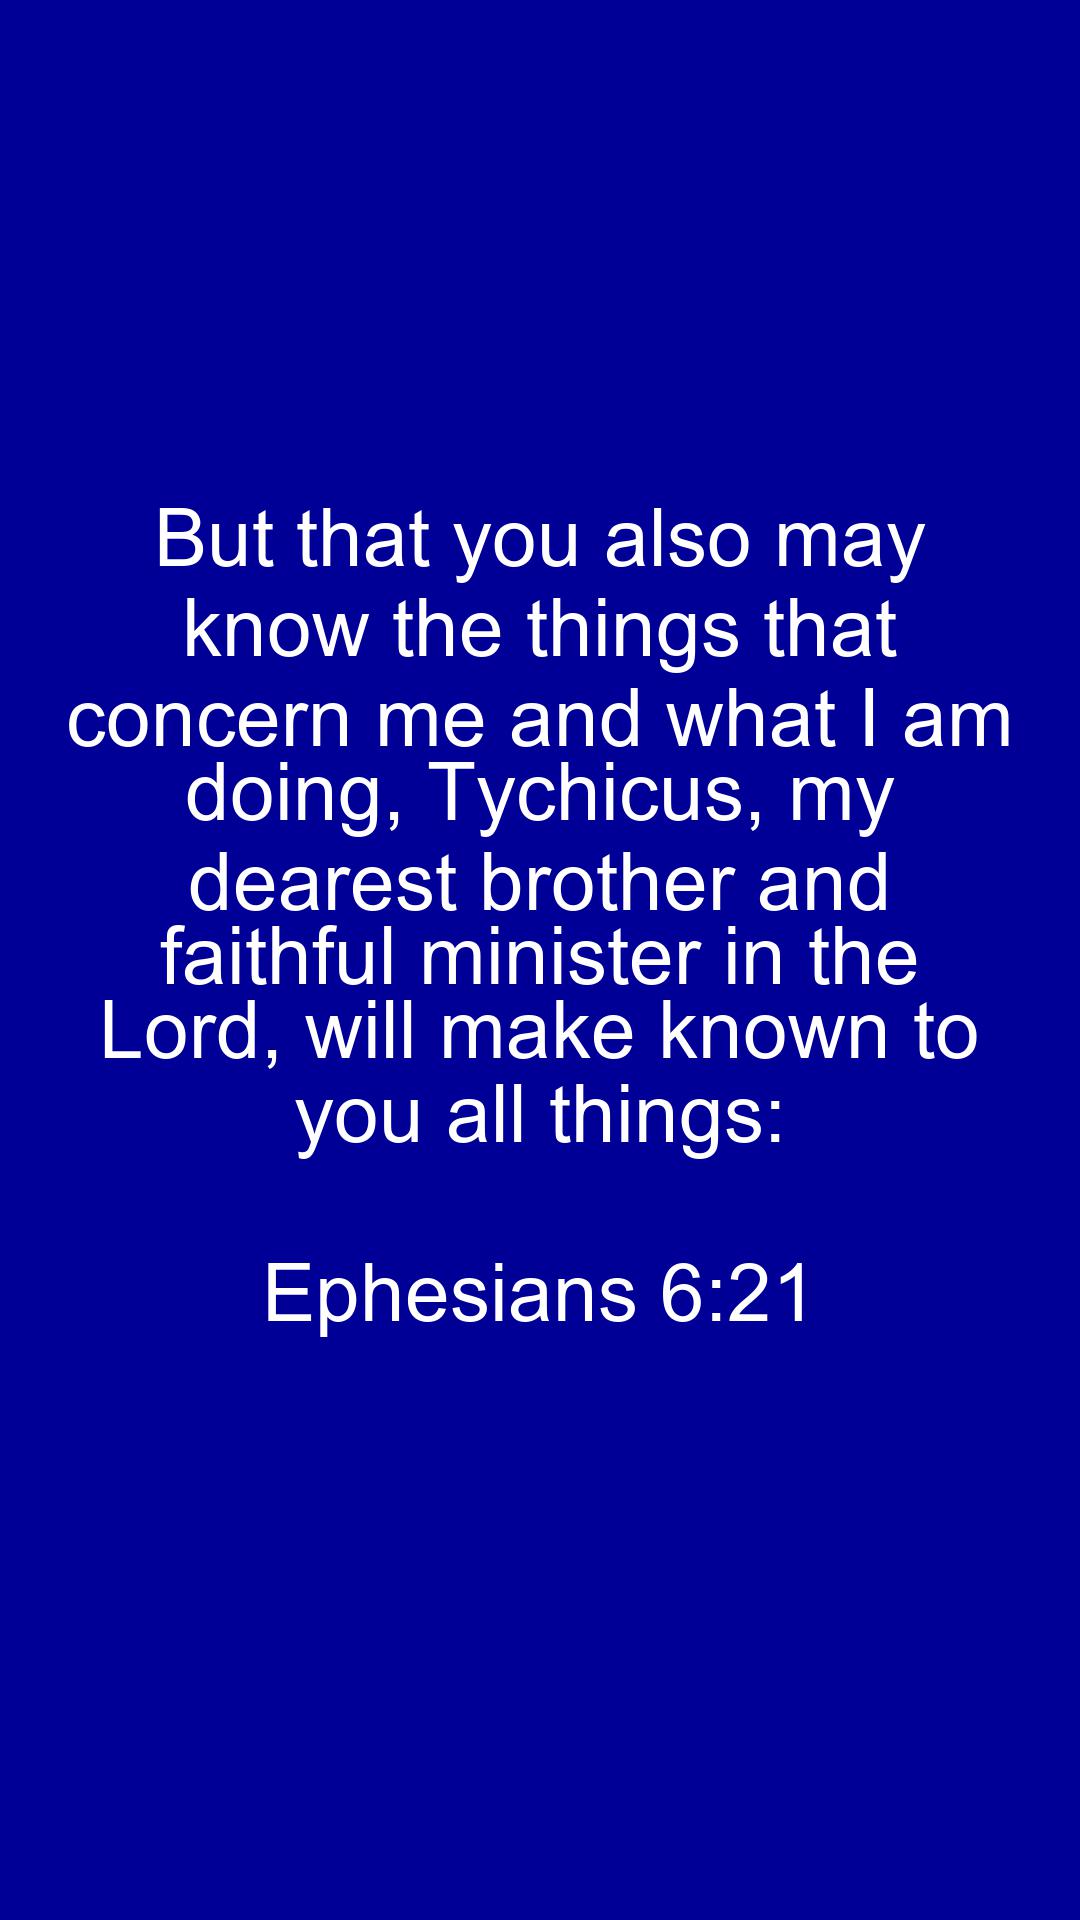 But that you also may
know the things that
concern me and what I am
doing, Tychicus, my
dearest brother and
faithful minister in the
Lord, will make known to
you all things:
Ephesians 6:21